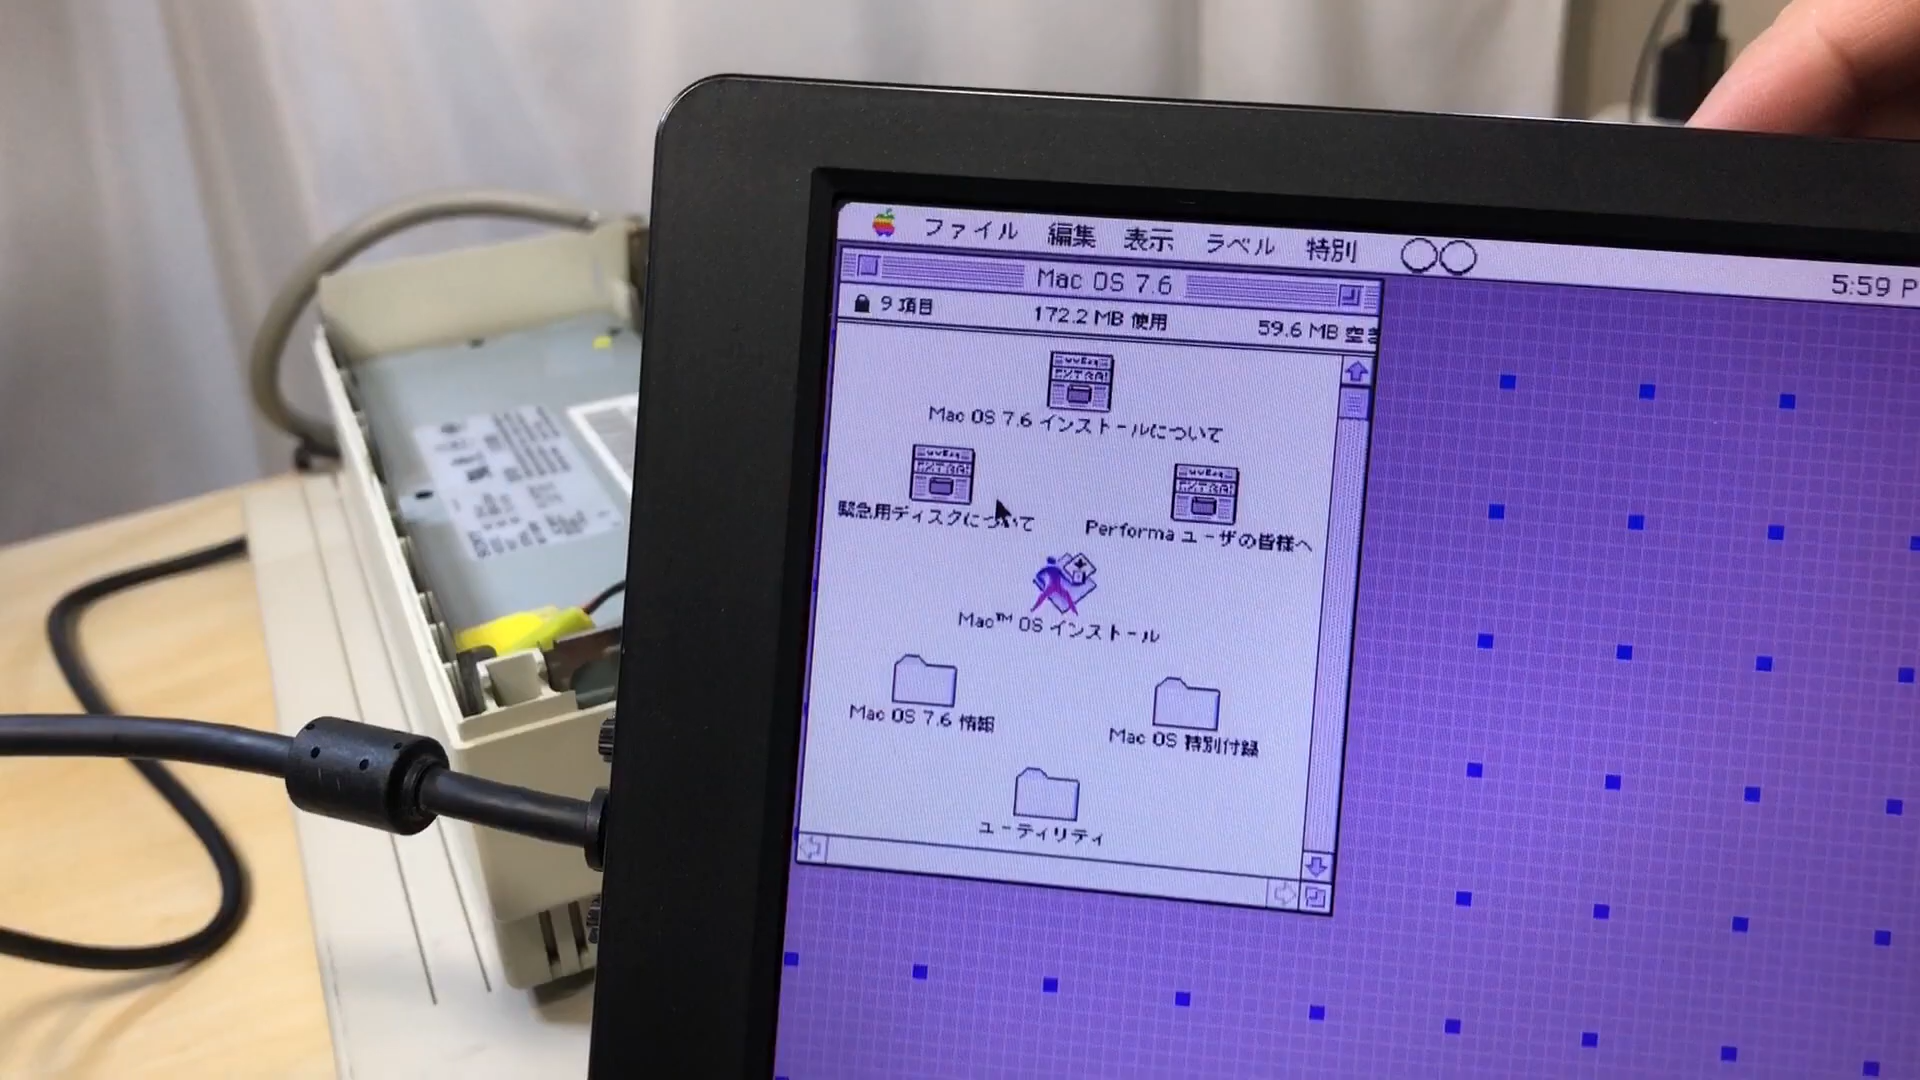 ファイル 編集 表示 ラベル 特別
5:59 P
Mac OS 7.6
9 項目 172.2 MB 使用 59.6 MB 空き
Mac OS 7.6 インストールについて
緊急用ディスクについて
Performa ユーザの皆様へ
Mac™ OS インストール
Mac OS 7.6 情報
Mac OS 特別付録
ユーティリティ